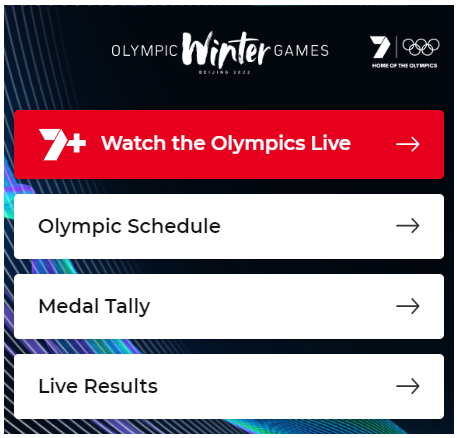 OLYMPIC Winter GAMES
BEIJING 2022
7
HOME OF THE OLYMPICS
7+ Watch the Olympics Live
Olympic Schedule
Medal Tally
Live Results